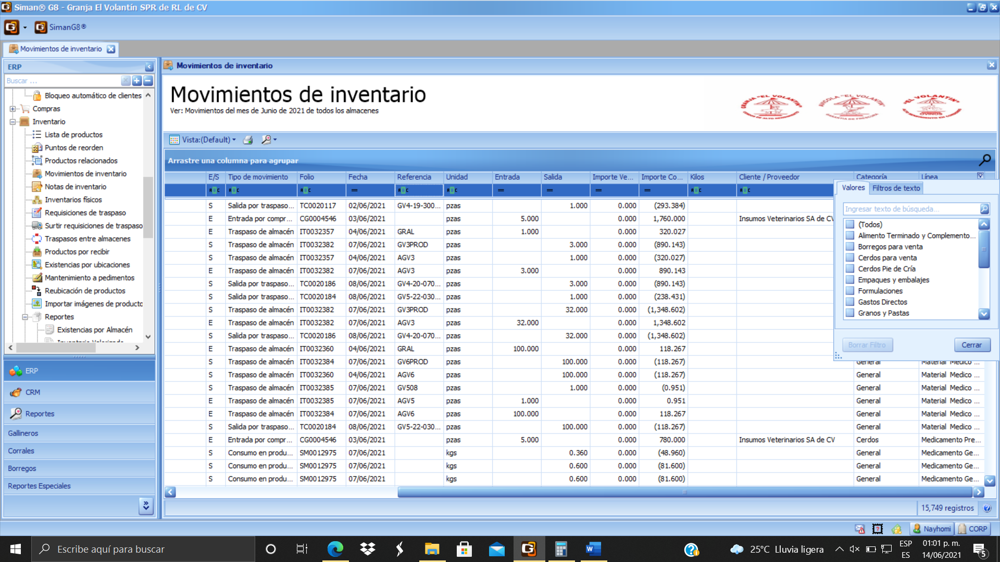 Siman® G8 - Granja El Volantín SPR de RL de CV
SimanG8®
Movimientos de inventario
ERP
Buscar ...
Bloqueo automático de clientes
Compras
Inventario
Lista de productos
Puntos de reorden
Productos relacionados
Movimientos de inventario
Notas de inventario
Inventarios físicos
Requisiciones de traspaso
Surtir requisiciones de traspaso
Traspasos entre almacenes
Productos por recibir
Existencias por ubicaciones
Mantenimiento a pedimentos
Reubicación de productos
Importar imágenes de producto
Reportes
Existencias por Almacén
Inventario Valorizado
ERP
CRM
Reportes
Gallineros
Corrales
Borregos
Reportes Especiales
Movimientos de inventario
Movimientos de inventario
Ver: Movimientos del mes de Junio de 2021 de todos los almacenes
GRANJA "EL VOLANTIN"
AVICOLA "EL VOLANTIN"
"EL VOLANTIN"
OVINOS
Vista:(Default)
Arrastre una columna para agrupar
E/S Tipo de movimiento Folio Fecha Referencia Unidad Entrada Salida Importe Ve... Importe Co... Kilos Cliente / Proveedor Categoría Línea
S Salida por traspaso... TC0020117 02/06/2021 GV4-19-300... pzas 1.000 0.000 (293.384)
E Entrada por compr... CG0004546 03/06/2021 pzas 5.000 0.000 1,760.000 Insumos Veterinarios SA de CV
E Traspaso de almacén IT0032357 04/06/2021 GRAL pzas 1.000 0.000 320.027
S Traspaso de almacén IT0032382 07/06/2021 GV3PROD pzas 3.000 0.000 (890.143)
S Traspaso de almacén IT0032357 04/06/2021 AGV3 pzas 1.000 0.000 (320.027)
E Traspaso de almacén IT0032382 07/06/2021 AGV3 pzas 3.000 0.000 890.143
S Salida por traspaso... TC0020186 08/06/2021 GV4-20-070... pzas 3.000 0.000 (890.143)
S Salida por traspaso... TC0020184 08/06/2021 GV5-22-030... pzas 1.000 0.000 (238.431)
S Traspaso de almacén IT0032382 07/06/2021 GV3PROD pzas 32.000 0.000 (1,348.602)
E Traspaso de almacén IT0032382 07/06/2021 AGV3 pzas 32.000 0.000 1,348.602
S Salida por traspaso... TC0020186 08/06/2021 GV4-20-070... pzas 32.000 0.000 (1,348.602)
E Traspaso de almacén IT0032360 04/06/2021 GRAL pzas 100.000 0.000 118.267
S Traspaso de almacén IT0032384 07/06/2021 GV6PROD pzas 100.000 0.000 (118.267) General Material Medico ...
S Traspaso de almacén IT0032360 04/06/2021 AGV6 pzas 100.000 0.000 (118.267) General Material Medico ...
S Traspaso de almacén IT0032385 07/06/2021 GV508 pzas 1.000 0.000 (0.951) General Material Medico ...
E Traspaso de almacén IT0032385 07/06/2021 AGV5 pzas 1.000 0.000 0.951 General Material Medico ...
E Traspaso de almacén IT0032384 07/06/2021 AGV6 pzas 100.000 0.000 118.267 General Material Medico ...
S Salida por traspaso... TC0020184 08/06/2021 GV5-22-030... pzas 100.000 0.000 (118.267) General Material Medico ...
E Entrada por compr... CG0004546 03/06/2021 pzas 5.000 0.000 780.000 Insumos Veterinarios SA de CV Cerdos Medicamento Pre...
S Consumo en produ... SM0012975 07/06/2021 kgs 0.360 0.000 (48.960) General Medicamento Ge...
S Consumo en produ... SM0012975 07/06/2021 kgs 0.600 0.000 (81.600) General Medicamento Ge...
S Consumo en produ... SM0012975 07/06/2021 kgs 0.600 0.000 (81.600) General Medicamento Ge...
Valores Filtros de texto
Ingresar texto de búsqueda...
(Todos)
Alimento Terminado y Complemento...
Borregos para venta
Cerdos para venta
Cerdos Pie de Cría
Empaques y embalajes
Formulaciones
Gastos Directos
Granos y Pastas
Borrar Filtro Cerrar
15,749 registros
Nayhomi CORP
Escribe aquí para buscar
25°C Lluvia ligera
ESP
ES
01:01 p. m.
14/06/2021
5